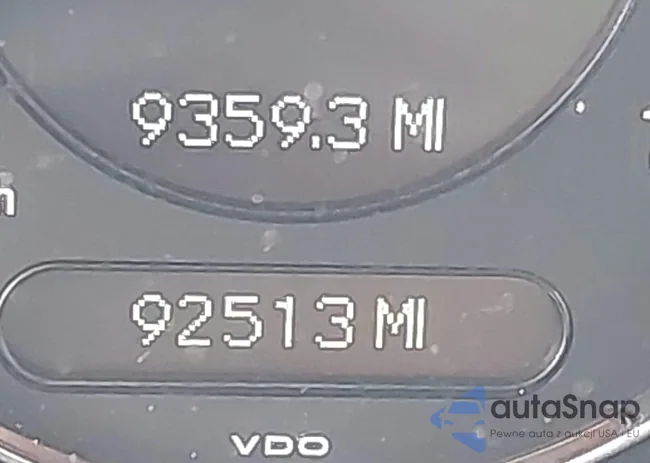 9359.3 MI
92513 MI
autaSnap
Pewne auta z aukcji USA i EU
VDO